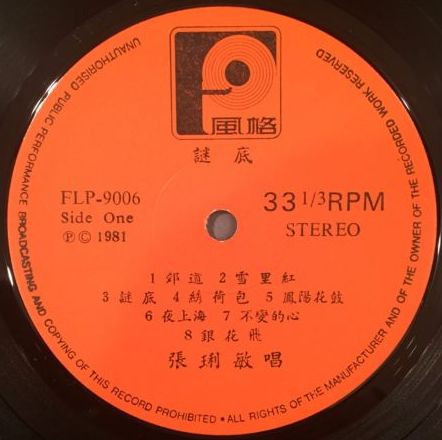 風格
謎底
FLP-9006
Side One
Ⓟ © 1981
33 1/3 RPM
STEREO
1 郊道 2 雪里紅
3 謎底 4 綉荷包 5 鳳陽花鼓
6 夜上海 7 不變的心
8 銀花飛
張琍敏唱
UNAUTHORISED PUBLIC PERFORMANCE BROADCASTING AND COPYING OF THIS RECORD PROHIBITED • ALL RIGHTS OF THE MANUFACTURER AND OF THE OWNER OF THE RECORDED WORK RESERVED